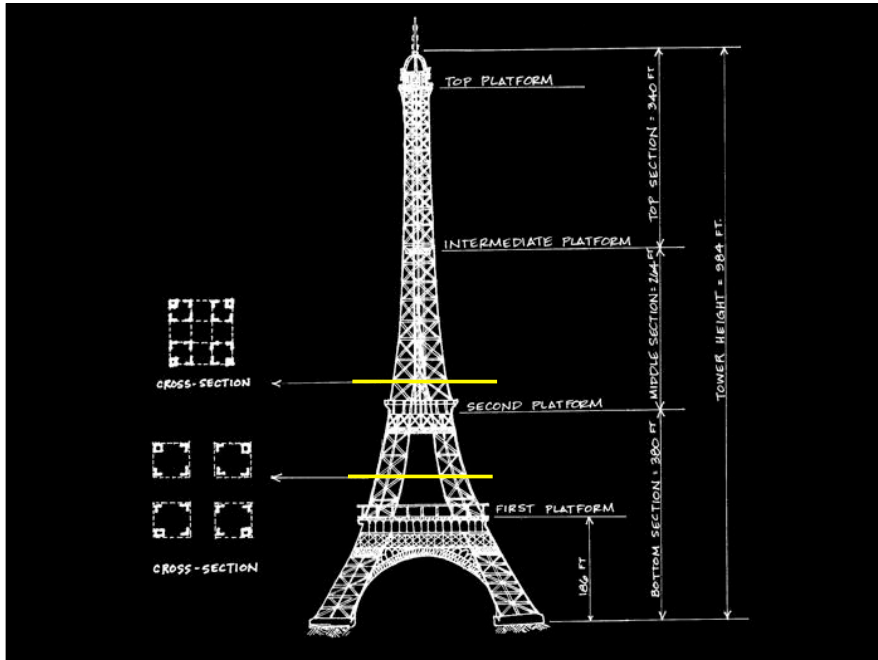 TOP PLATFORM
TOP SECTION = 340 FT
INTERMEDIATE PLATFORM
MIDDLE SECTION = 264 FT
TOWER HEIGHT = 984 FT.
CROSS-SECTION
SECOND PLATFORM
FIRST PLATFORM
BOTTOM SECTION = 380 FT
186 FT
CROSS-SECTION